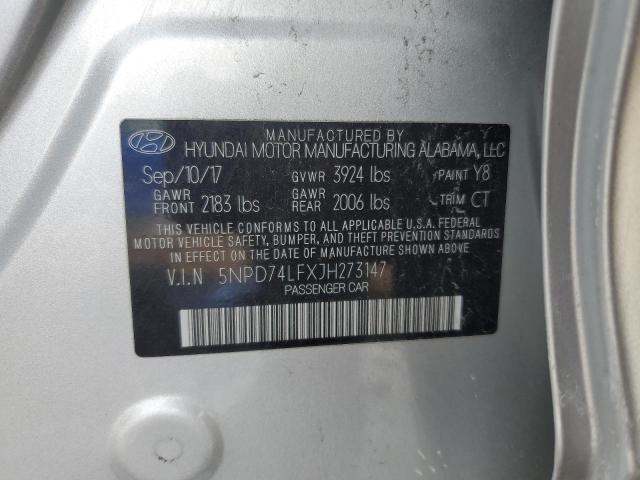 MANUFACTURED BY
HYUNDAI MOTOR MANUFACTURING ALABAMA, LLC
Sep/10/17 GVWR 3924 lbs PAINT Y8
GAWR FRONT 2183 lbs GAWR REAR 2006 lbs TRIM CT
THIS VEHICLE CONFORMS TO ALL APPLICABLE U.S.A. FEDERAL
MOTOR VEHICLE SAFETY, BUMPER, AND THEFT PREVENTION STANDARDS
IN EFFECT ON THE DATE OF MANUFACTURE SHOWN ABOVE.
V.I.N 5NPD74LFXJH273147
PASSENGER CAR